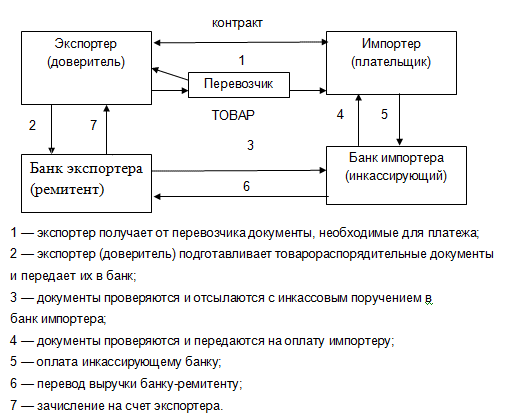 контракт
Экспортер
(доверитель)
Импортер
(плательщик)
1
Перевозчик
ТОВАР
2
7
3
4
5
Банк экспортера
(ремитент)
6
Банк импортера
(инкассирующий)
1 — экспортер получает от перевозчика документы, необходимые для платежа;
2 — экспортер (доверитель) подготавливает товарораспорядительные документы
и передает их в банк;
3 — документы проверяются и отсылаются с инкассовым поручением в
банк импортера;
4 — документы проверяются и передаются на оплату импортеру;
5 — оплата инкассирующему банку;
6 — перевод выручки банку-ремитенту;
7 — зачисление на счет экспортера.